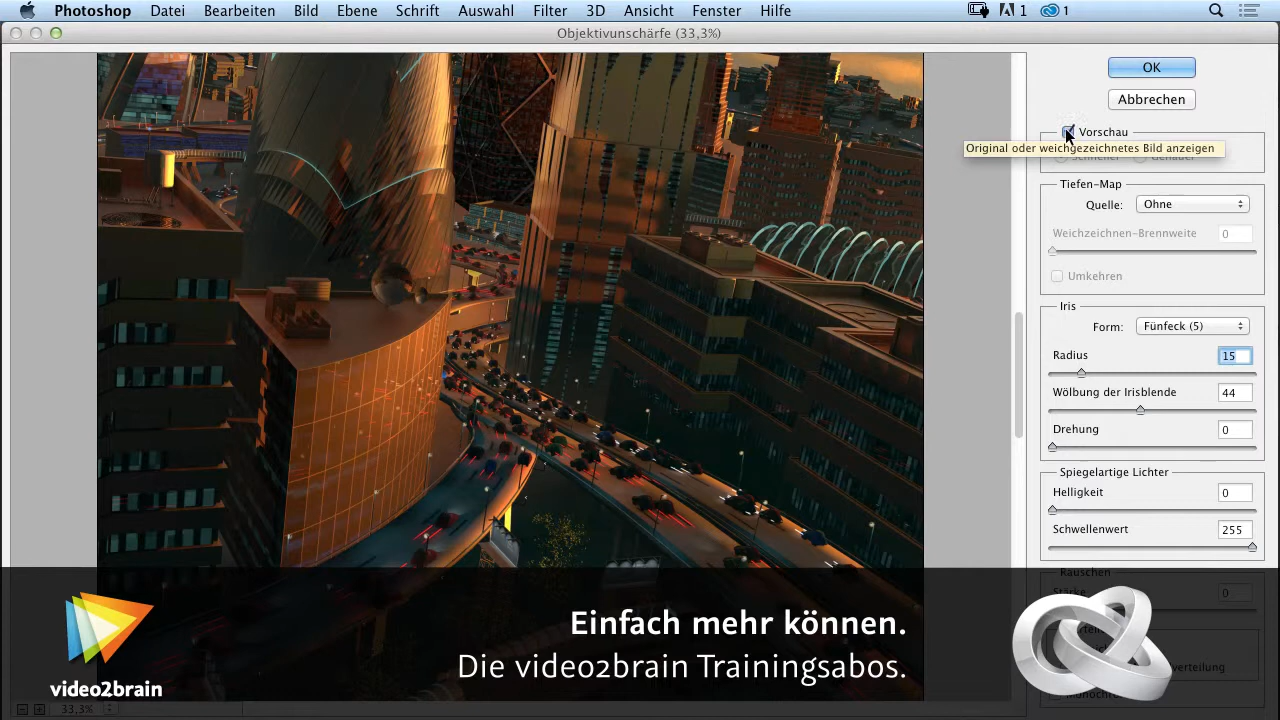 Photoshop Datei Bearbeiten Bild Ebene Schrift Auswahl Filter 3D Ansicht Fenster Hilfe 1 1
Objektivunschärfe (33,3%)
OK
Abbrechen
Vorschau
Original oder weichgezeichnetes Bild anzeigen
Schneller Genauer
Tiefen-Map
Quelle: Ohne
Weichzeichnen-Brennweite 0
Umkehren
Iris
Form: Fünfeck (5)
Radius 15
Wölbung der Irisblende 44
Drehung 0
Spiegelartige Lichter
Helligkeit 0
Schwellenwert 255
Rauschen
Stärke 0
Einfach mehr können.
Die video2brain Trainingsabos.
video2brain
33,3%